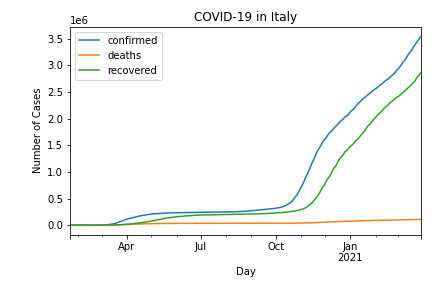 COVID-19 in Italy
1e6
confirmed
deaths
recovered
3.5
3.0
2.5
2.0
1.5
1.0
0.5
0.0
Number of Cases
Apr
Jul
Oct
Jan
2021
Day